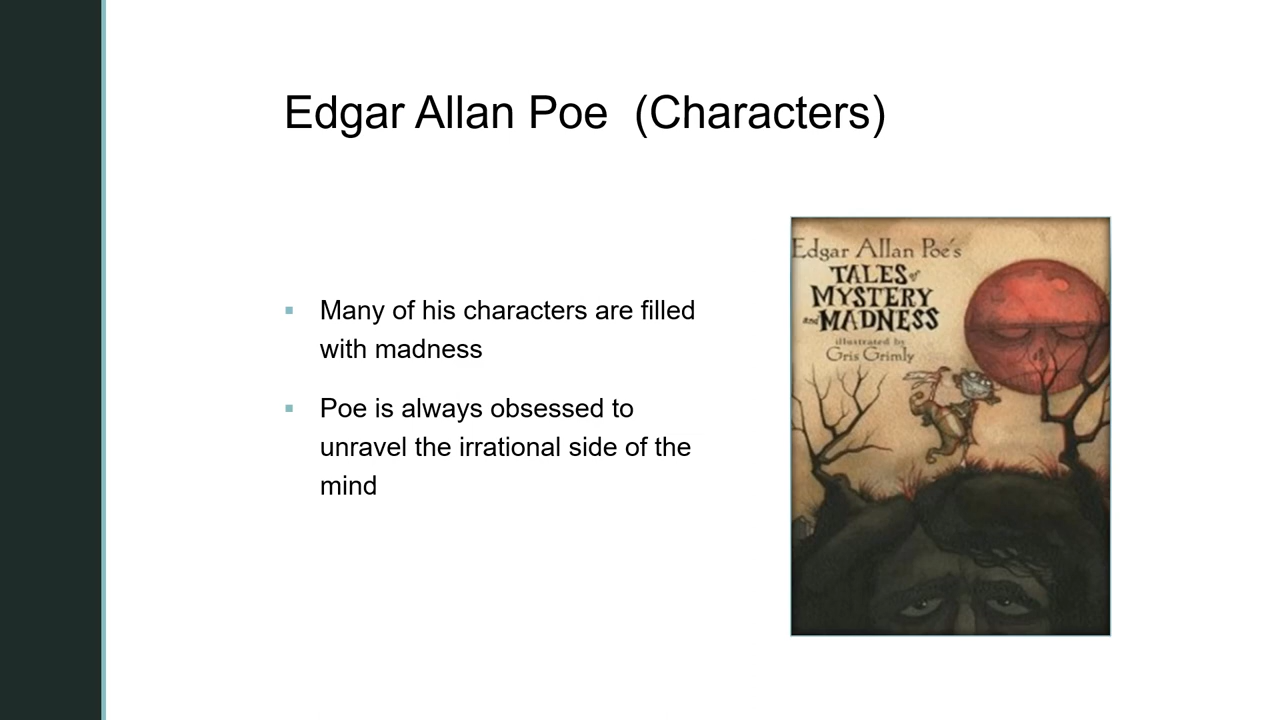 Edgar Allan Poe  (Characters)
▪ Many of his characters are filled
with madness
▪ Poe is always obsessed to
unravel the irrational side of the
mind
Edgar Allan Poe's
TALES of
MYSTERY
and MADNESS
illustrated by
Gris Grimly